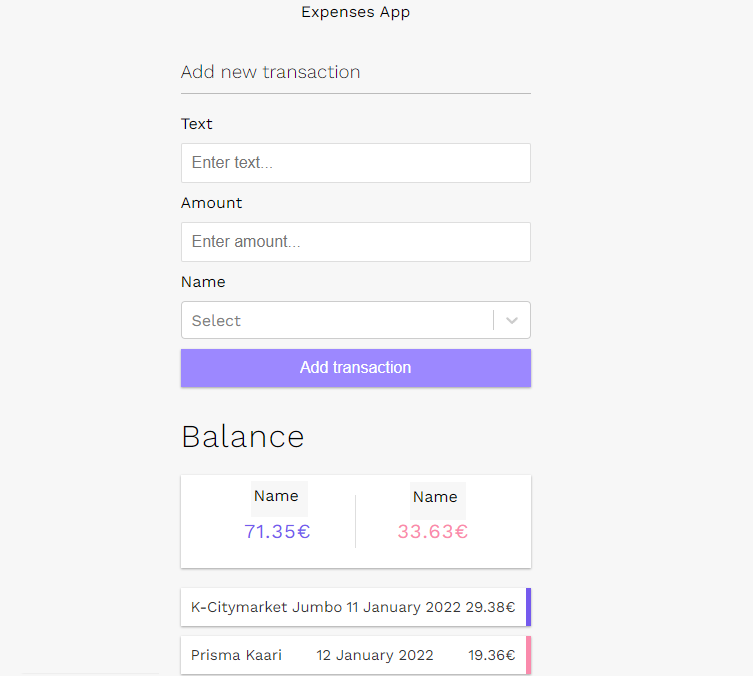 Expenses App
Add new transaction
Text
Enter text...
Amount
Enter amount...
Name
Select
Add transaction
Balance
Name Name
71.35€ 33.63€
K-Citymarket Jumbo 11 January 2022 29.38€
Prisma Kaari 12 January 2022 19.36€